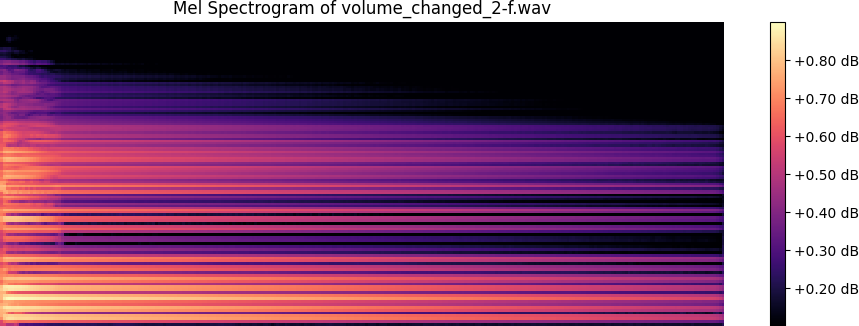 Mel Spectrogram of volume_changed_2-f.wav
+0.80 dB
+0.70 dB
+0.60 dB
+0.50 dB
+0.40 dB
+0.30 dB
+0.20 dB